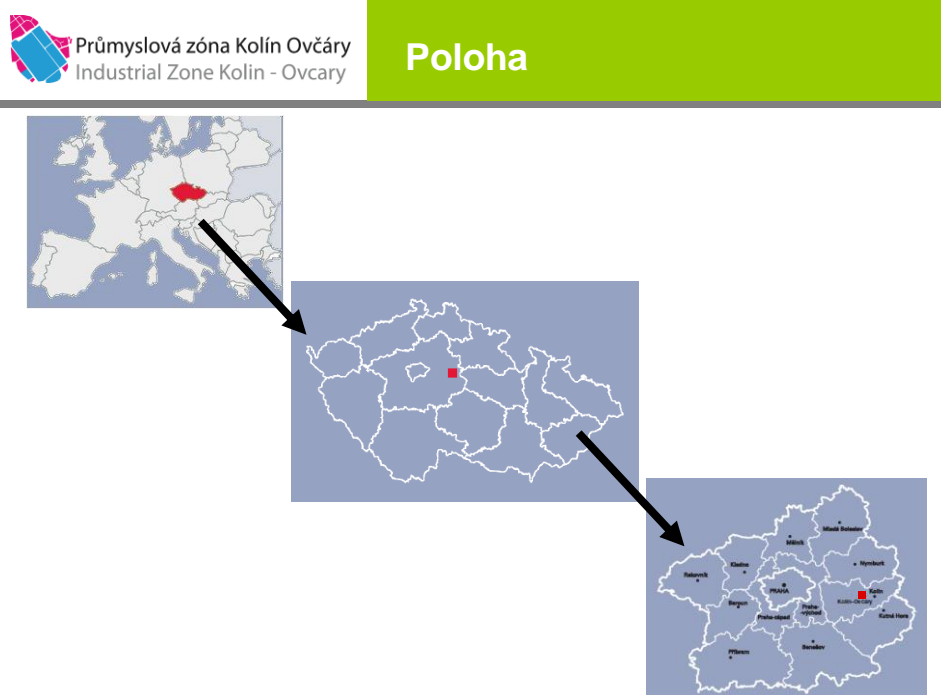 Průmyslová zóna Kolín Ovčáry
Industrial Zone Kolin - Ovcary
Poloha
Mladá Boleslav
Mělník
Kladno
Nymburk
Rakovník
PRAHA
Kolín
Kolín-Ovčáry
Beroun
Praha-
východ
Praha-západ
Kutná Hora
Benešov
Příbram